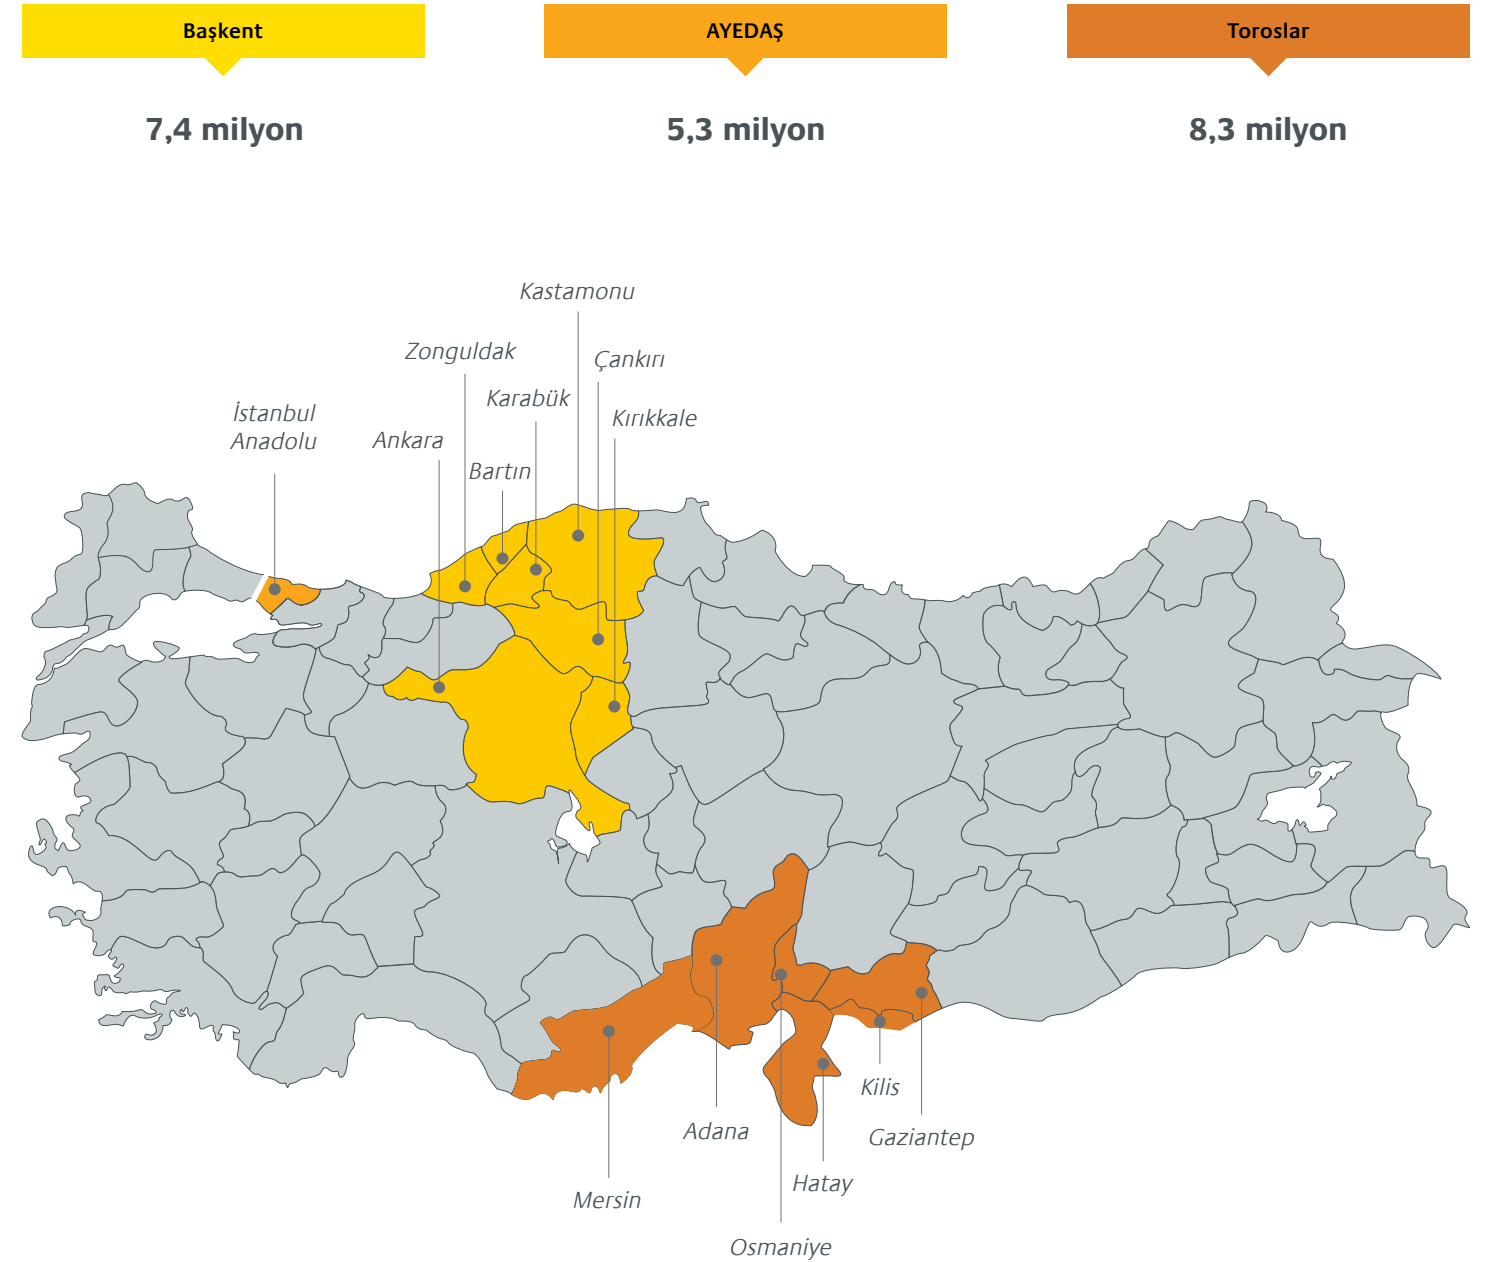 Başkent
AYEDAŞ
Toroslar
7,4 milyon
5,3 milyon
8,3 milyon
Kastamonu
Zonguldak
Çankırı
Karabük
İstanbul
Anadolu
Kırıkkale
Ankara
Bartın
Kilis
Adana
Gaziantep
Hatay
Mersin
Osmaniye